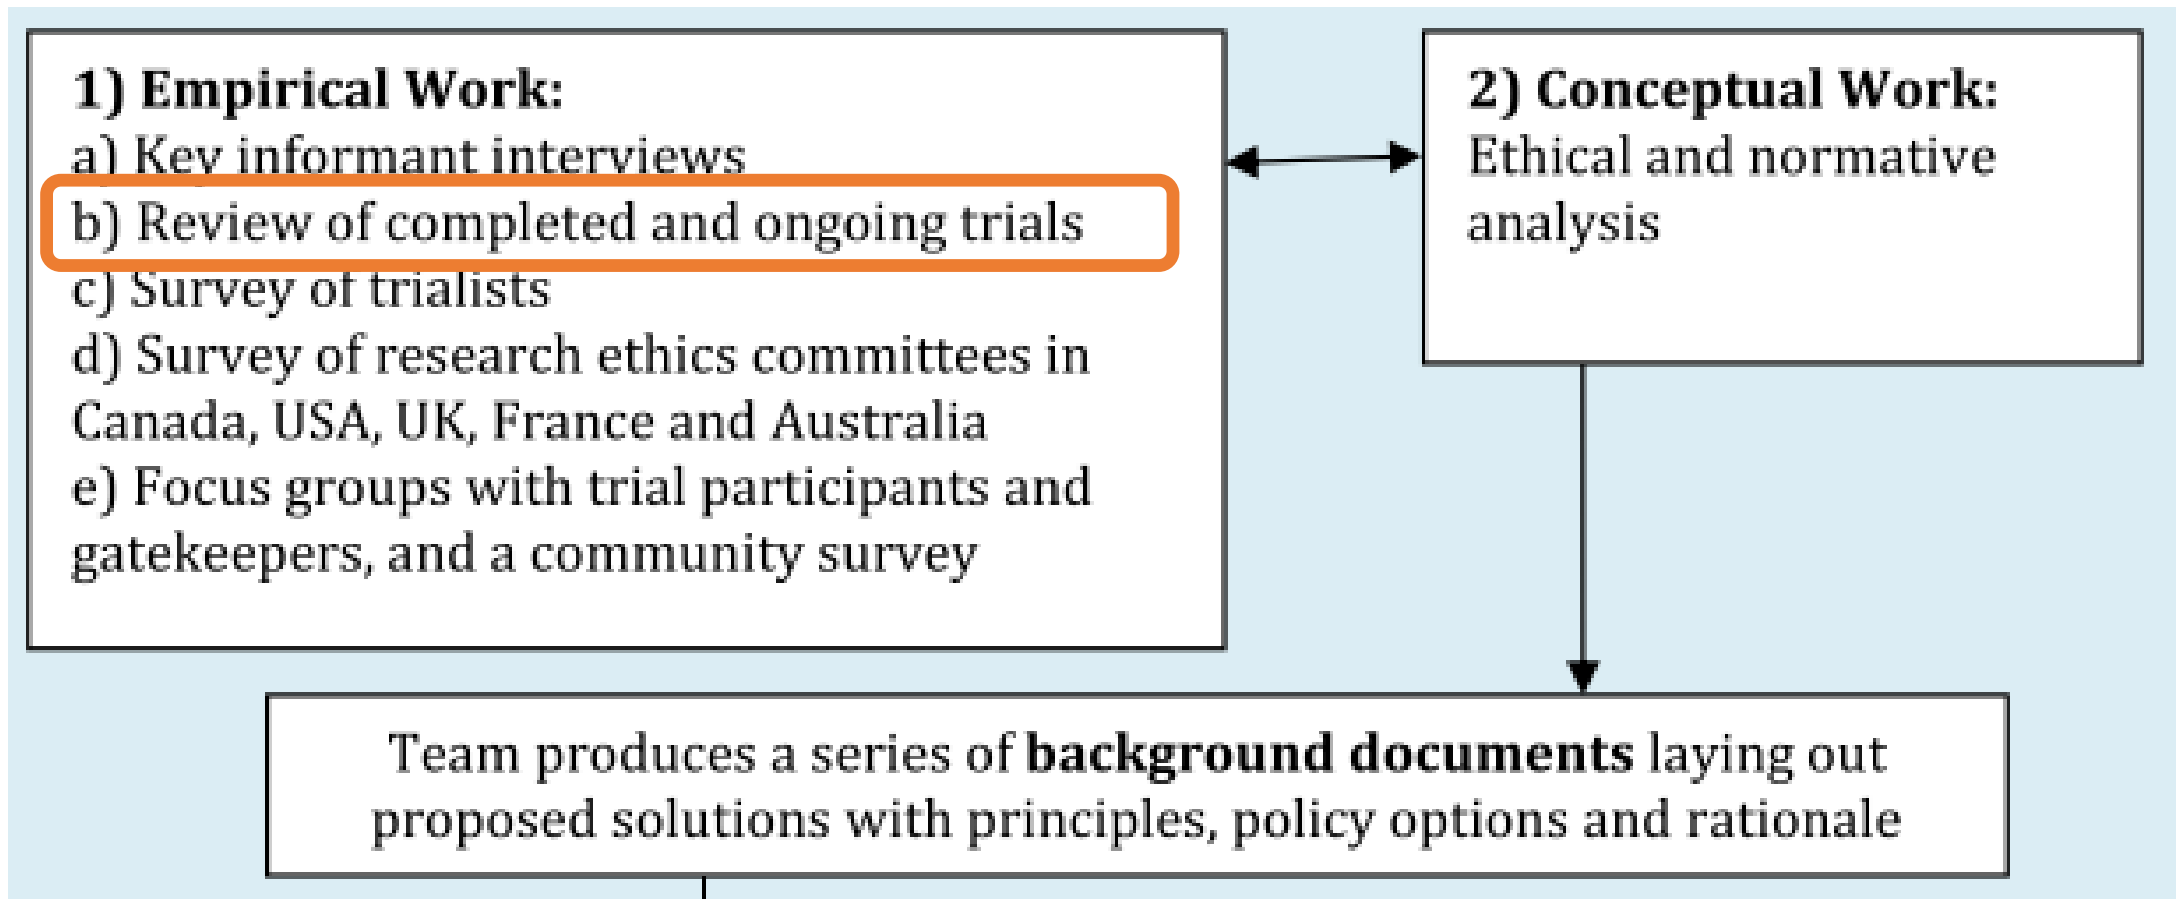 1) Empirical Work:
a) Key informant interviews
b) Review of completed and ongoing trials
c) Survey of trialists
d) Survey of research ethics committees in
Canada, USA, UK, France and Australia
e) Focus groups with trial participants and
gatekeepers, and a community survey
2) Conceptual Work:
Ethical and normative
analysis
Team produces a series of background documents laying out
proposed solutions with principles, policy options and rationale